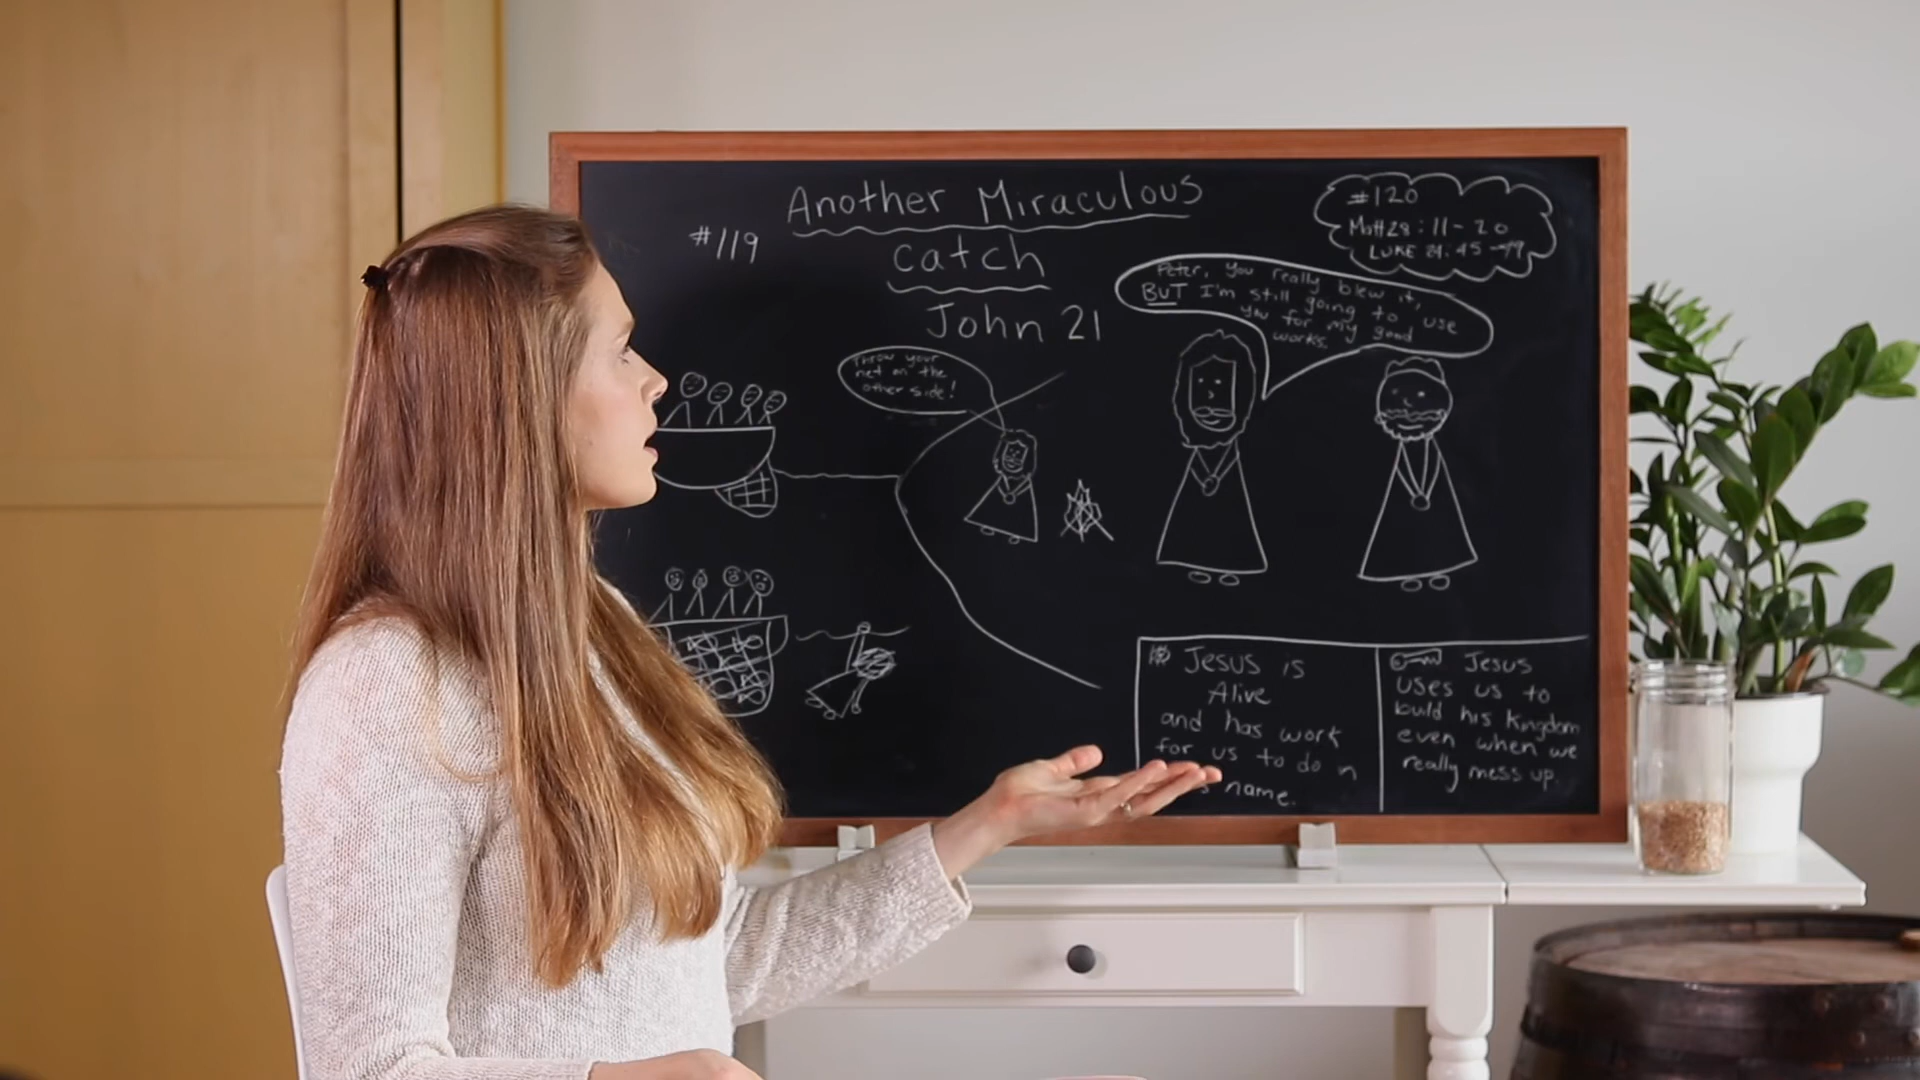 Another Miraculous
catch
#119
John 21
#120
Matt 28:11-20
LUKE 24:45-49
Peter, you really blew it,
BUT I'm still going to use
you for my good
works.
Throw your
net on the
other side!
Jesus is
Alive
and has work
for us to do in
name.
Jesus
uses us to
build his kingdom
even when we
really mess up.